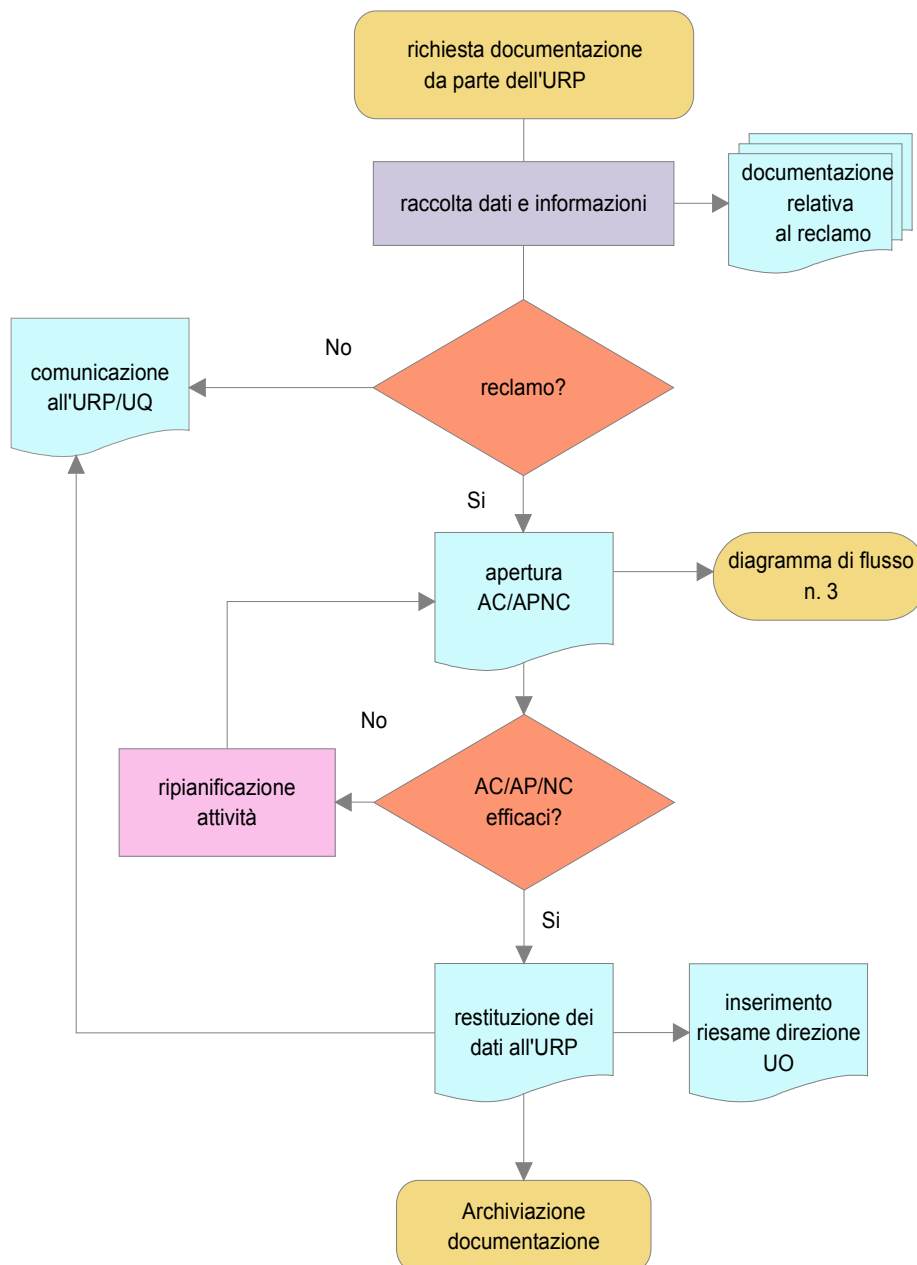 richiesta documentazione
da parte dell'URP
raccolta dati e informazioni
documentazione
relativa
al reclamo
No
comunicazione
all'URP/UQ
reclamo?
Si
apertura
AC/APNC
diagramma di flusso
n. 3
No
ripianificazione
attività
AC/AP/NC
efficaci?
Si
restituzione dei
dati all'URP
inserimento
riesame direzione
UO
Archiviazione
documentazione